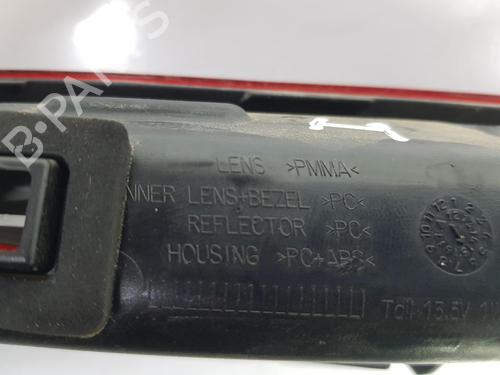 B-PARTS
LENS >PMMA<
INNER LENS+BEZEL >PC<
REFLECTOR >PC<
HOUSING >PC+ABS<
Tail 13.5V